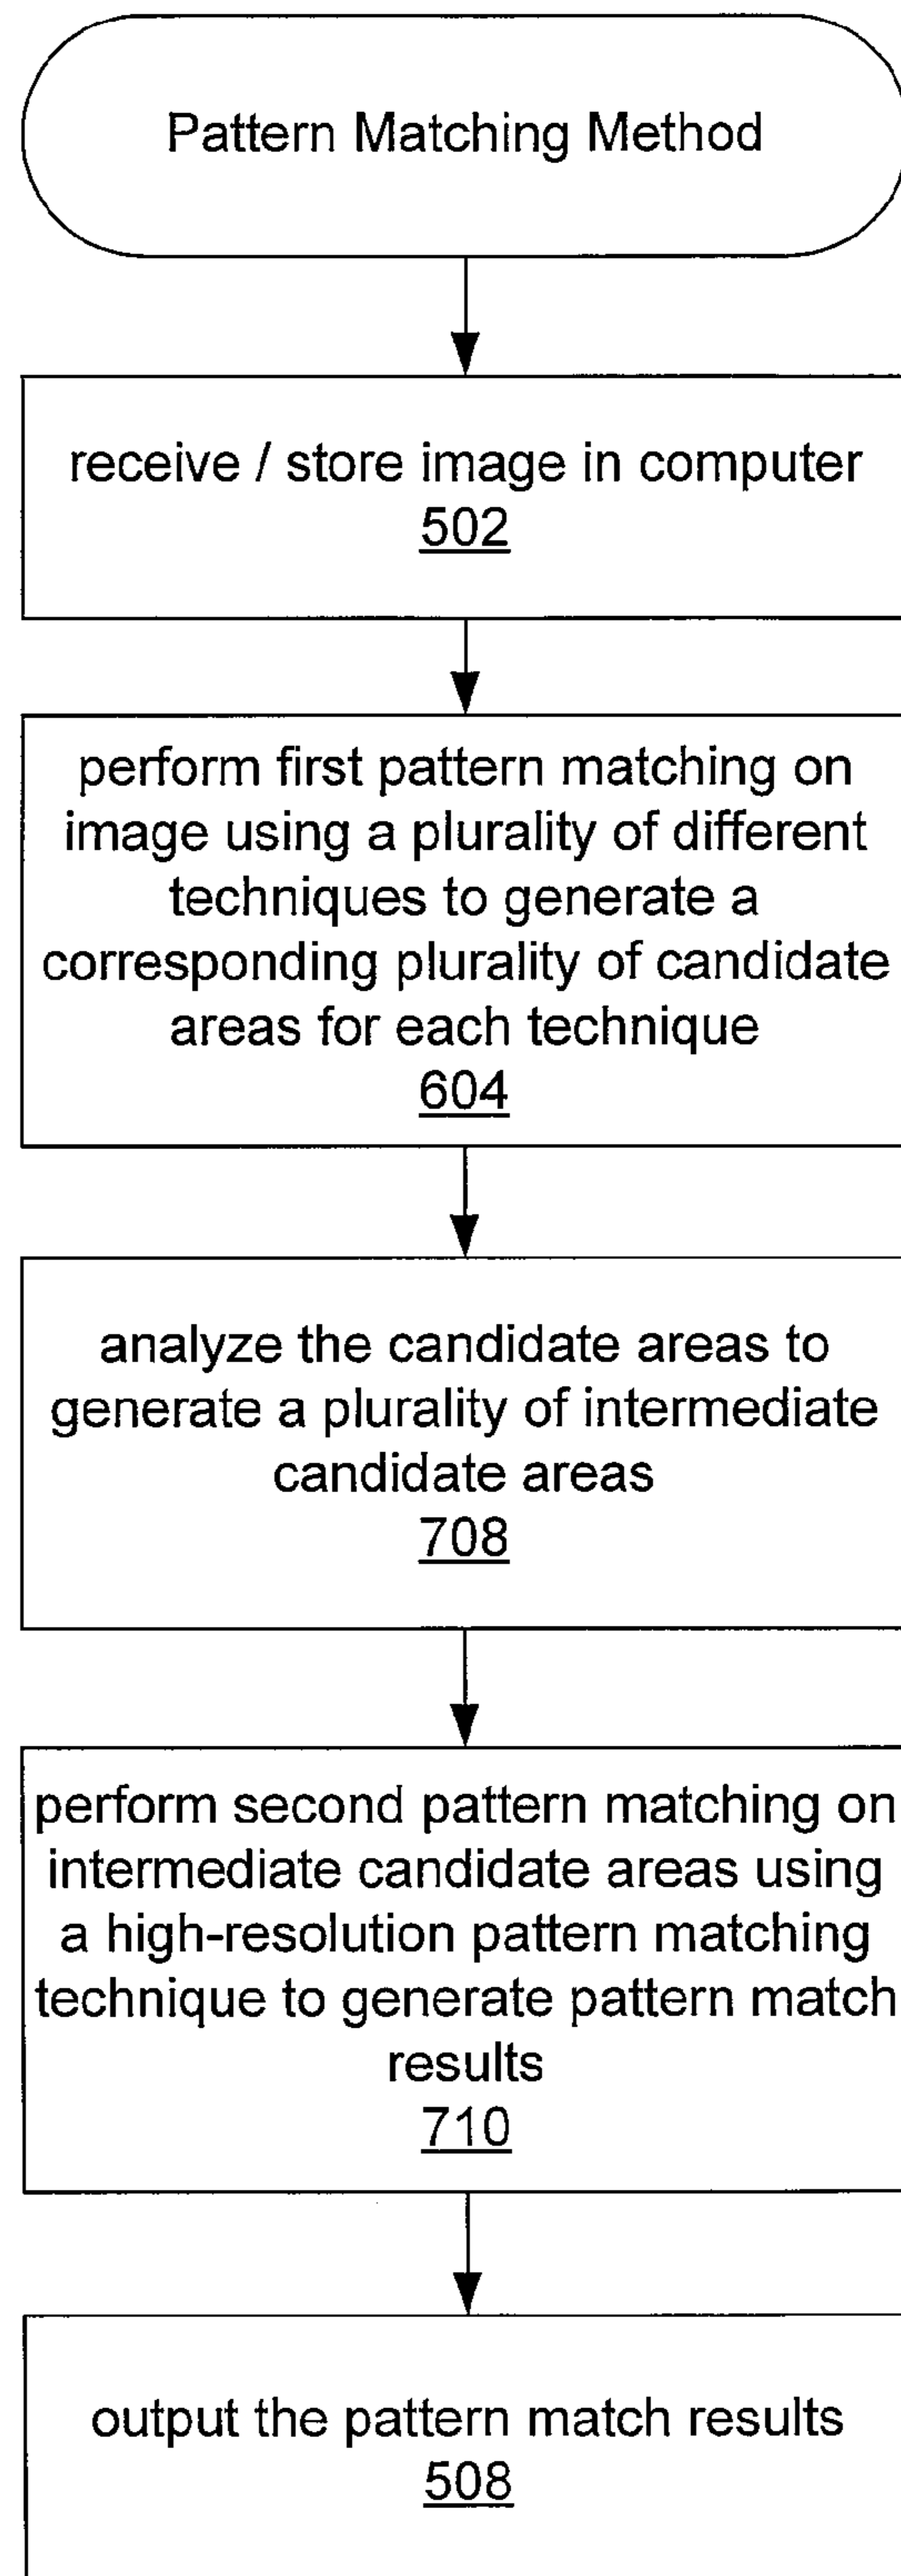 Pattern Matching Method
receive / store image in computer
502
perform first pattern matching on
image using a plurality of different
techniques to generate a
corresponding plurality of candidate
areas for each technique
604
analyze the candidate areas to
generate a plurality of intermediate
candidate areas
708
perform second pattern matching on
intermediate candidate areas using
a high-resolution pattern matching
technique to generate pattern match
results
710
output the pattern match results
508